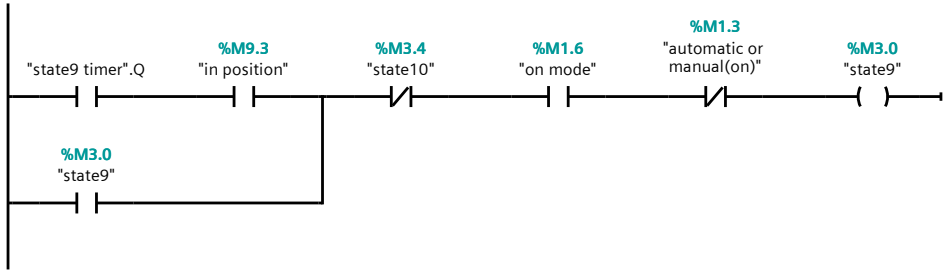 %M1.3
%M9.3 %M3.4 %M1.6 "automatic or %M3.0
"state9 timer".Q "in position" "state10" "on mode" manual(on)" "state9"
%M3.0
"state9"